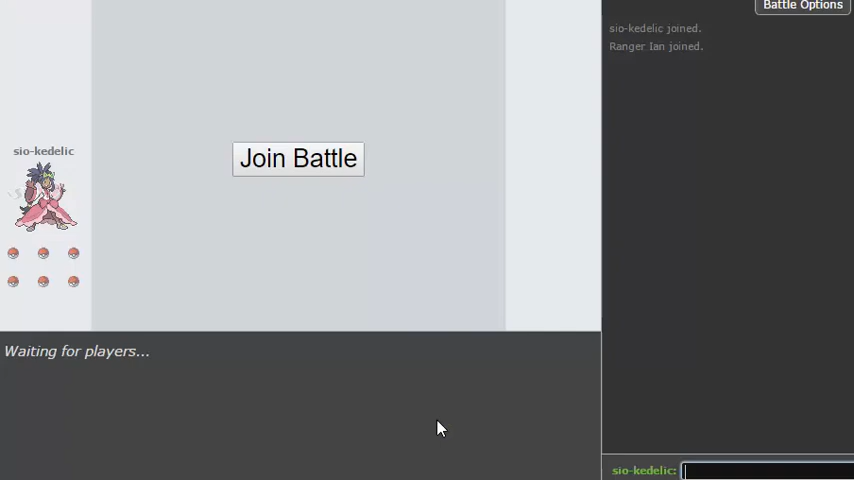 Battle Options
sio-kedelic joined.
Ranger Ian joined.
sio-kedelic
Join Battle
Waiting for players...
sio-kedelic: